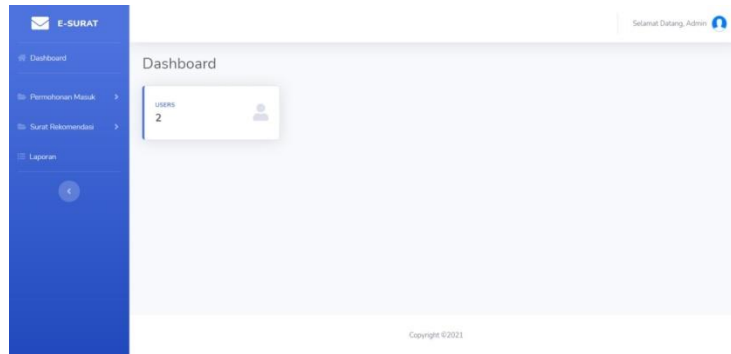 E-SURAT
Selamat Datang, Admin
Dashboard
Permohonan Masuk
Surat Rekomendasi
Laporan
Dashboard
USERS
2
Copyright ©2021